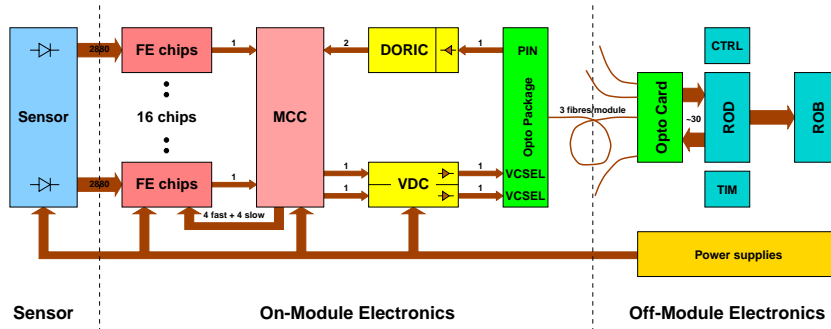 2880
FE chips
1
2
DORIC
1
PIN
CTRL
Sensor
16 chips
MCC
Opto Package
3 fibres/module
Opto Card
~30
ROD
ROB
2880
FE chips
1
1
1
VDC
1
1
VCSEL
VCSEL
TIM
4 fast + 4 slow
Power supplies
Sensor
On-Module Electronics
Off-Module Electronics